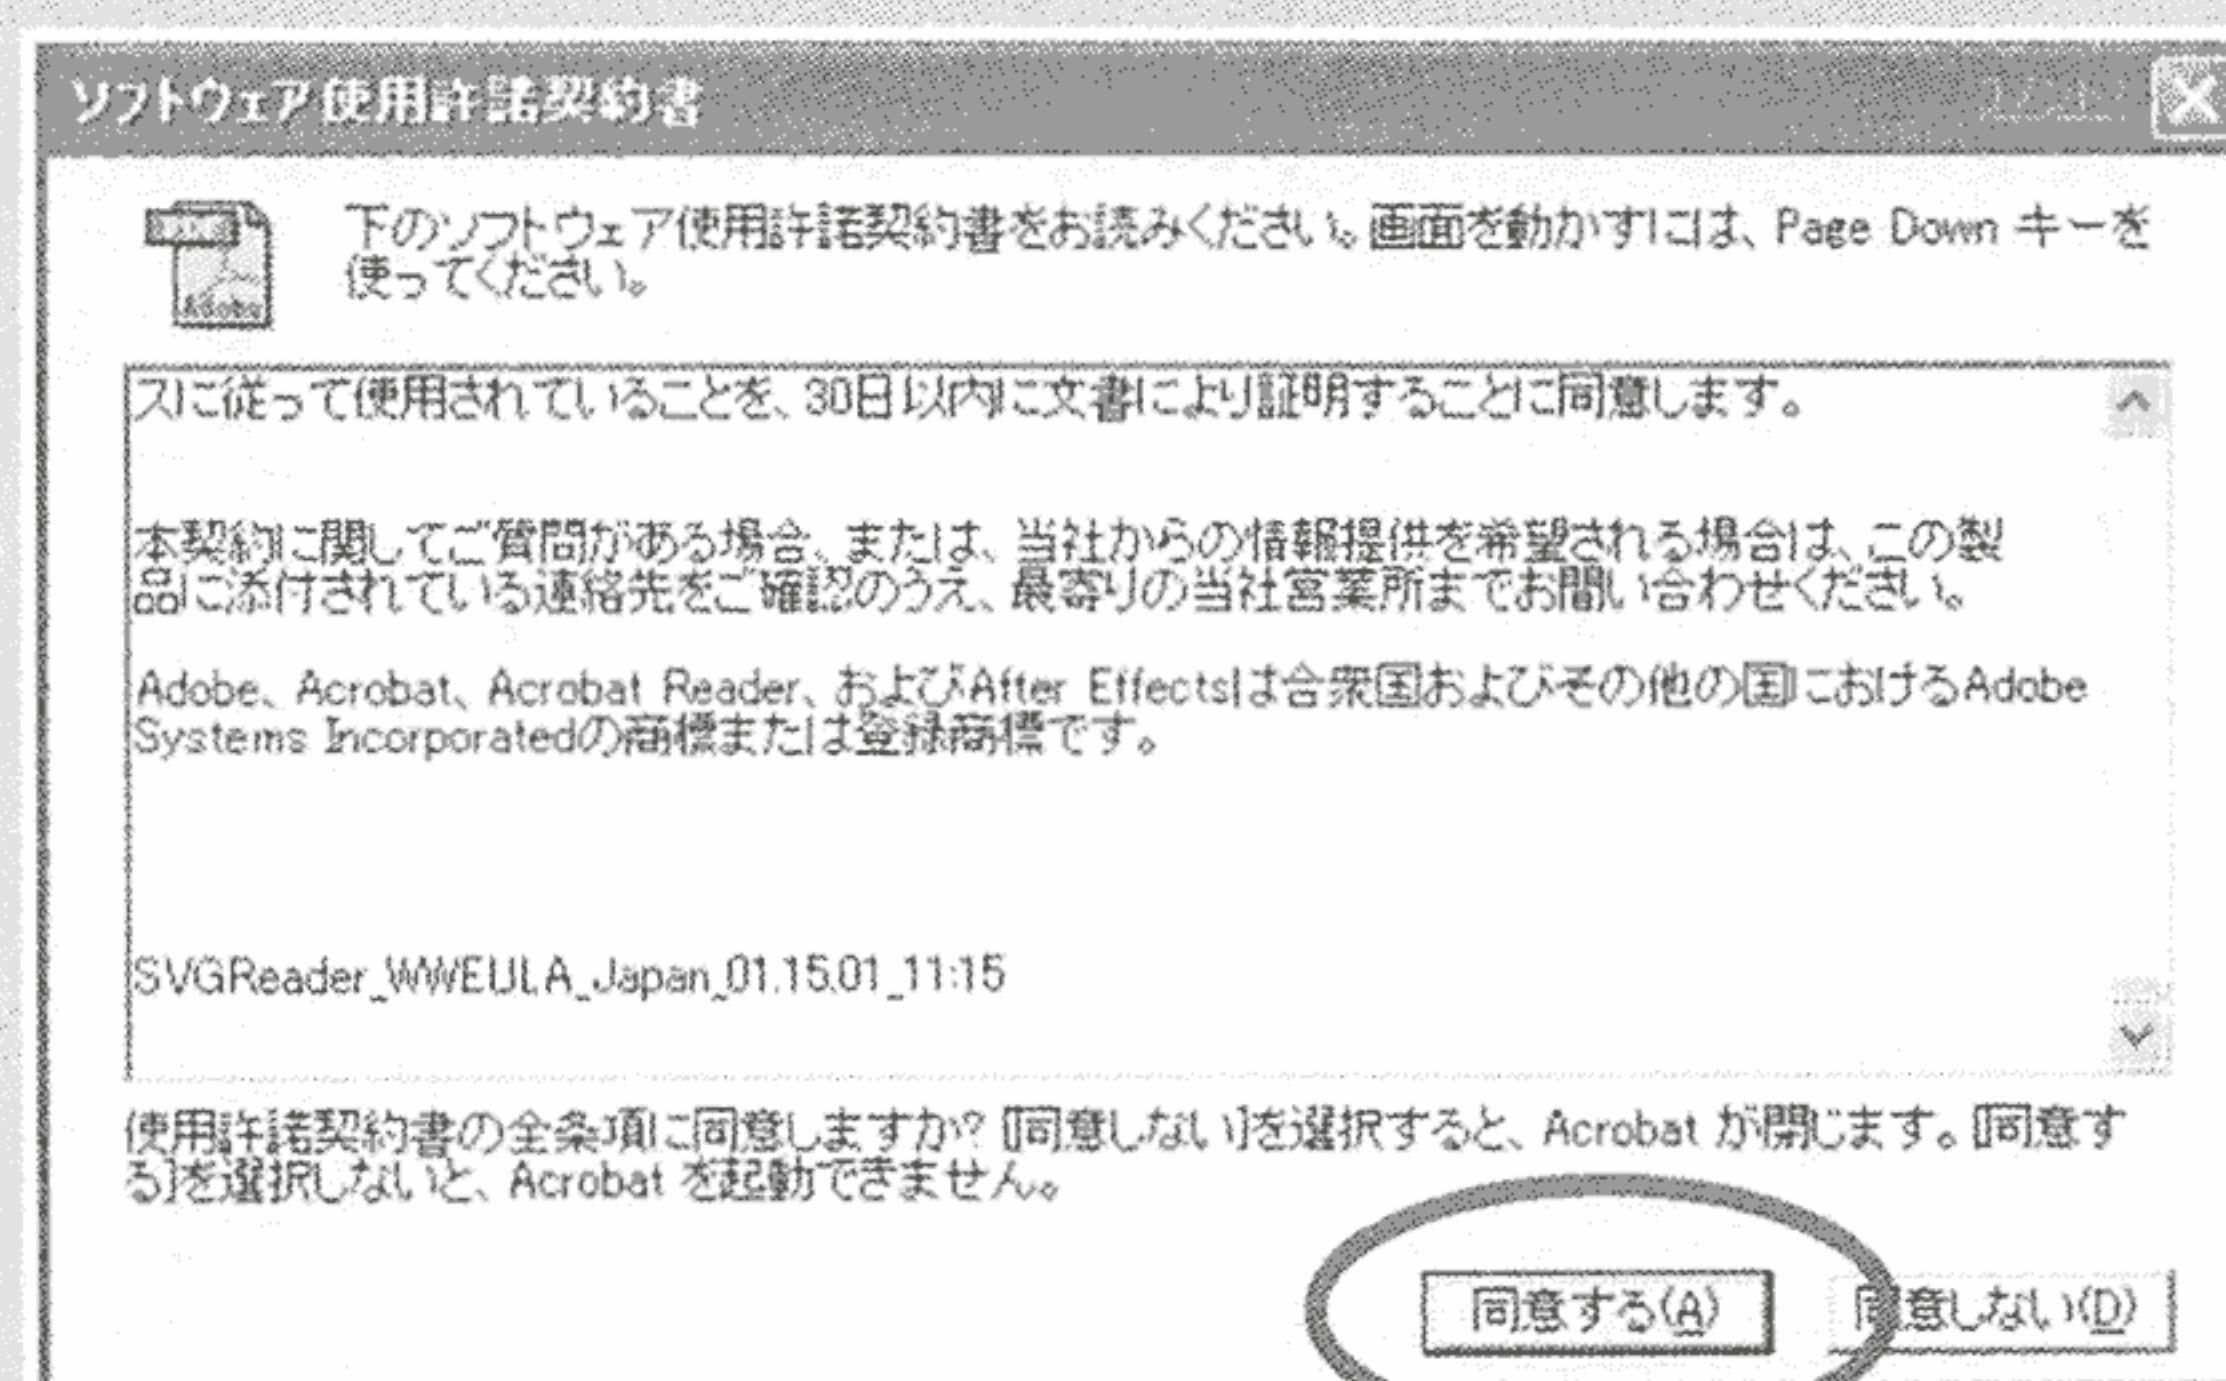 ソフトウェア使用許諾契約書
下のソフトウェア使用許諾契約書をお読みください。画面を動かすには、Page Down キーを
使ってください。
Adobe
スに従って使用されていることを、30日以内に文書により証明することに同意します。
本契約に関してご質問がある場合、または、当社からの情報提供を希望される場合は、この製
品に添付されている連絡先をご確認のうえ、最寄りの当社営業所までお問い合わせください。
Adobe、Acrobat、Acrobat Reader、およびAfter Effectsは合衆国およびその他の国におけるAdobe
Systems Incorporatedの商標または登録商標です。
SVGReader_WWEULA_Japan_01.15.01_11:15
使用許諾契約書の全条項に同意しますか? [同意しない]を選択すると、Acrobat が閉じます。[同意す
る]を選択しないと、Acrobat を起動できません。
同意する(A) 同意しない(D)